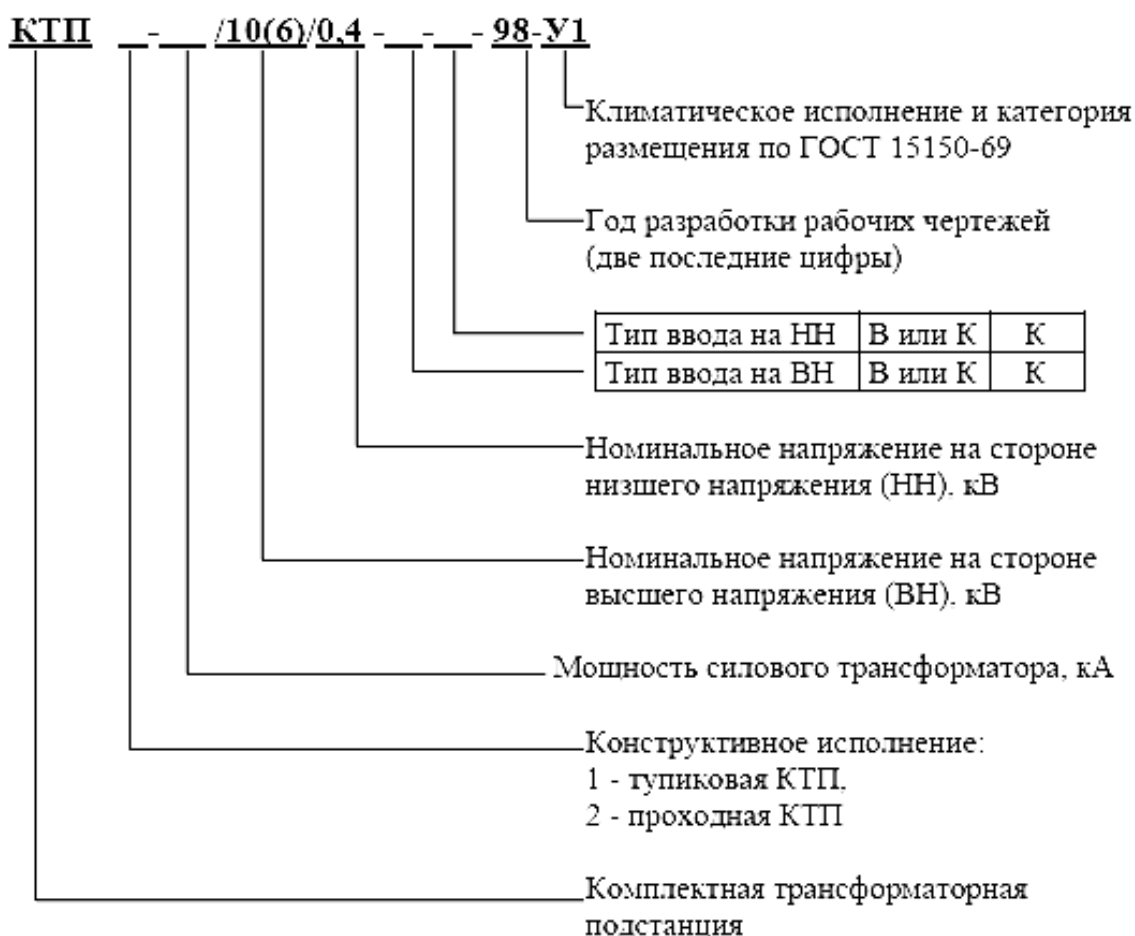 КТП __-___ /10(6)/0,4 -__-__- 98-У1
Климатическое исполнение и категория
размещения по ГОСТ 15150-69
Год разработки рабочих чертежей
(две последние цифры)
Тип ввода на НН В или К К
Тип ввода на ВН В или К К
Номинальное напряжение на стороне
низшего напряжения (НН). кВ
Номинальное напряжение на стороне
высшего напряжения (ВН). кВ
Мощность силового трансформатора, кА
Конструктивное исполнение:
1 - тупиковая КТП,
2 - проходная КТП
Комплектная трансформаторная
подстанция